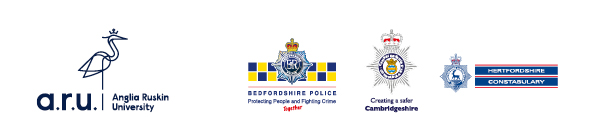 a.r.u.
Anglia Ruskin
University
BEDFORDSHIRE POLICE
Protecting People and Fighting Crime
Together
Creating a safer
Cambridgeshire
HERTFORDSHIRE
CONSTABULARY